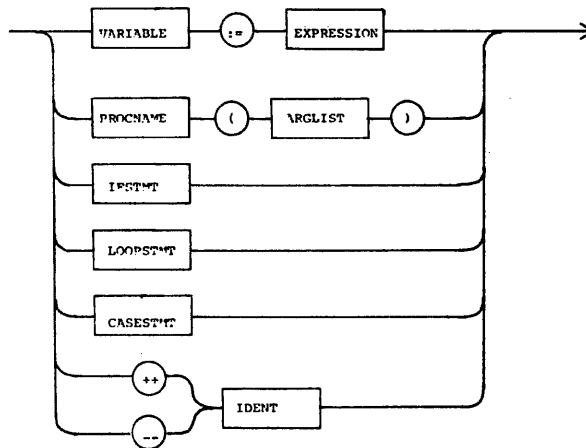 VARIABLE := EXPRESSION
PROCNAME ( ARGLIST )
IFSTMT
LOOPSTMT
CASESTMT
++
IDENT
--